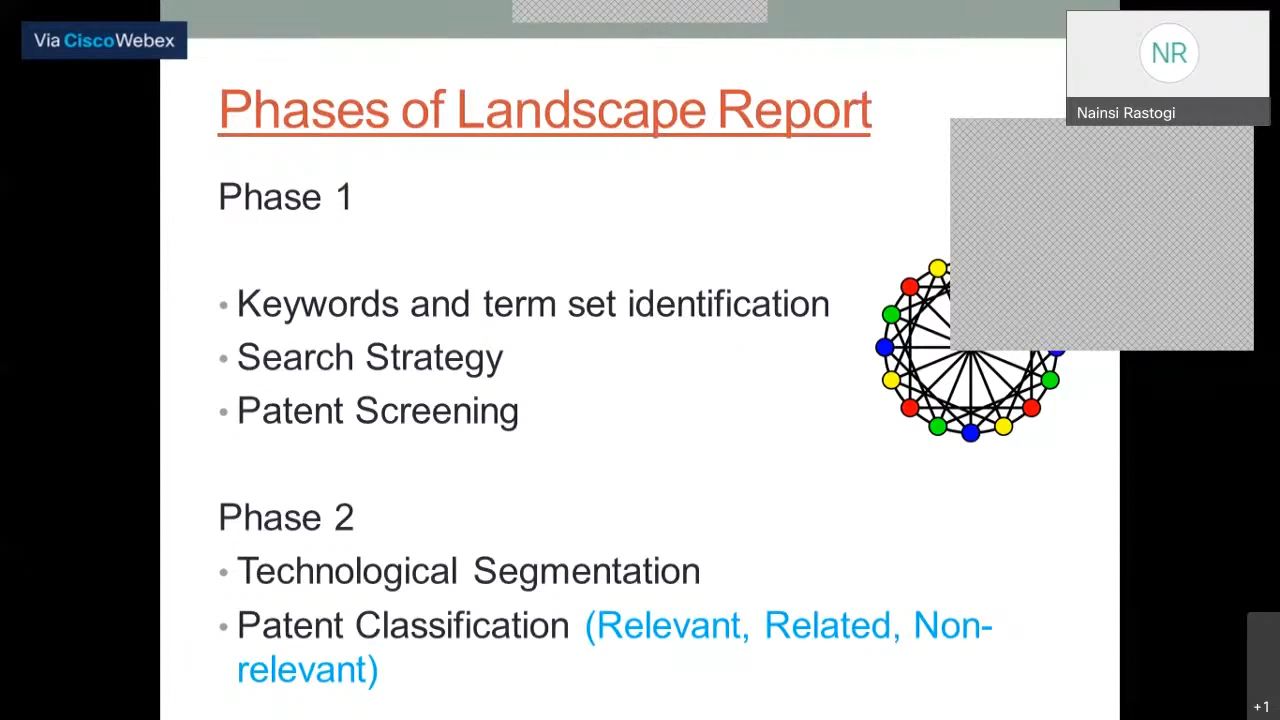 Via CiscoWebex
NR
Nainsi Rastogi
Phases of Landscape Report
Phase 1
• Keywords and term set identification
• Search Strategy
• Patent Screening
Phase 2
• Technological Segmentation
• Patent Classification (Relevant, Related, Non-
relevant)
+1